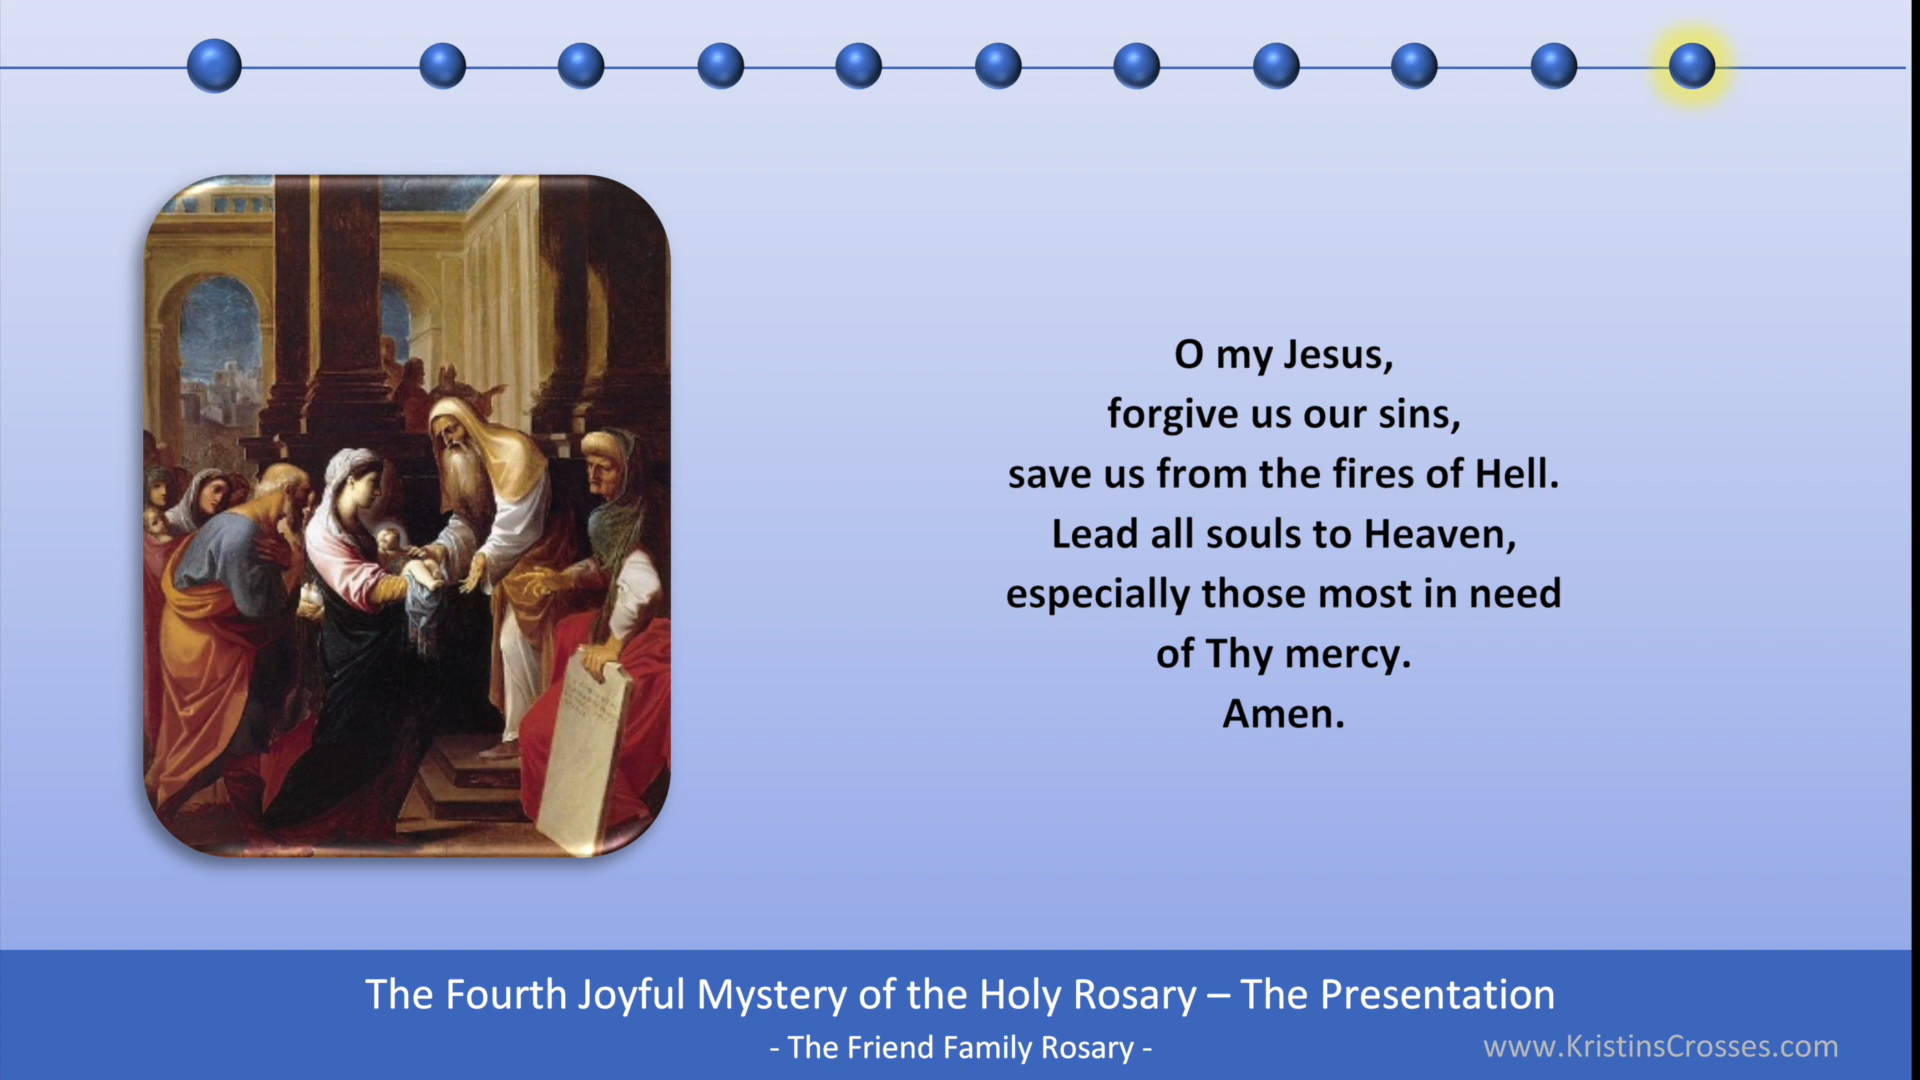 O my Jesus,
forgive us our sins,
save us from the fires of Hell.
Lead all souls to Heaven,
especially those most in need
of Thy mercy.
Amen.
The Fourth Joyful Mystery of the Holy Rosary – The Presentation
- The Friend Family Rosary -
www.KristinsCrosses.com